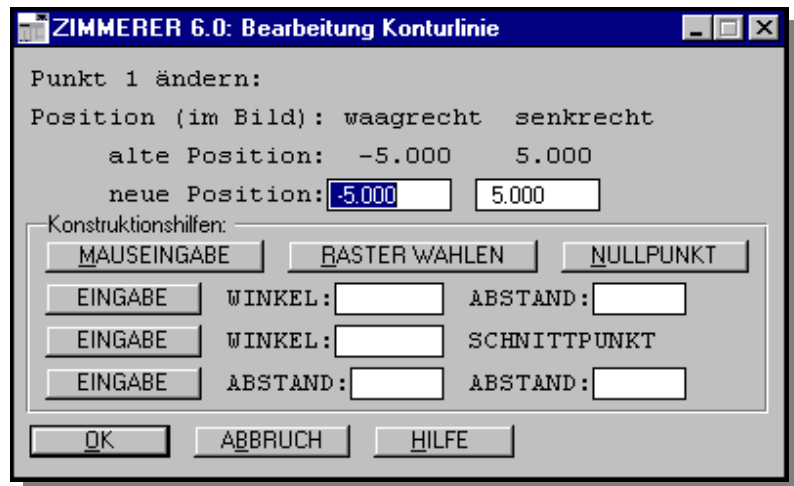 ZIMMERER 6.0: Bearbeitung Konturlinie
Punkt 1 ändern:
Position (im Bild): waagrecht senkrecht
alte Position: -5.000 5.000
neue Position: -5.000 5.000
Konstruktionshilfen:
MAUSEINGABE RASTER WÄHLEN NULLPUNKT
EINGABE WINKEL: ABSTAND:
EINGABE WINKEL: SCHNITTPUNKT
EINGABE ABSTAND: ABSTAND:
OK ABBRUCH HILFE